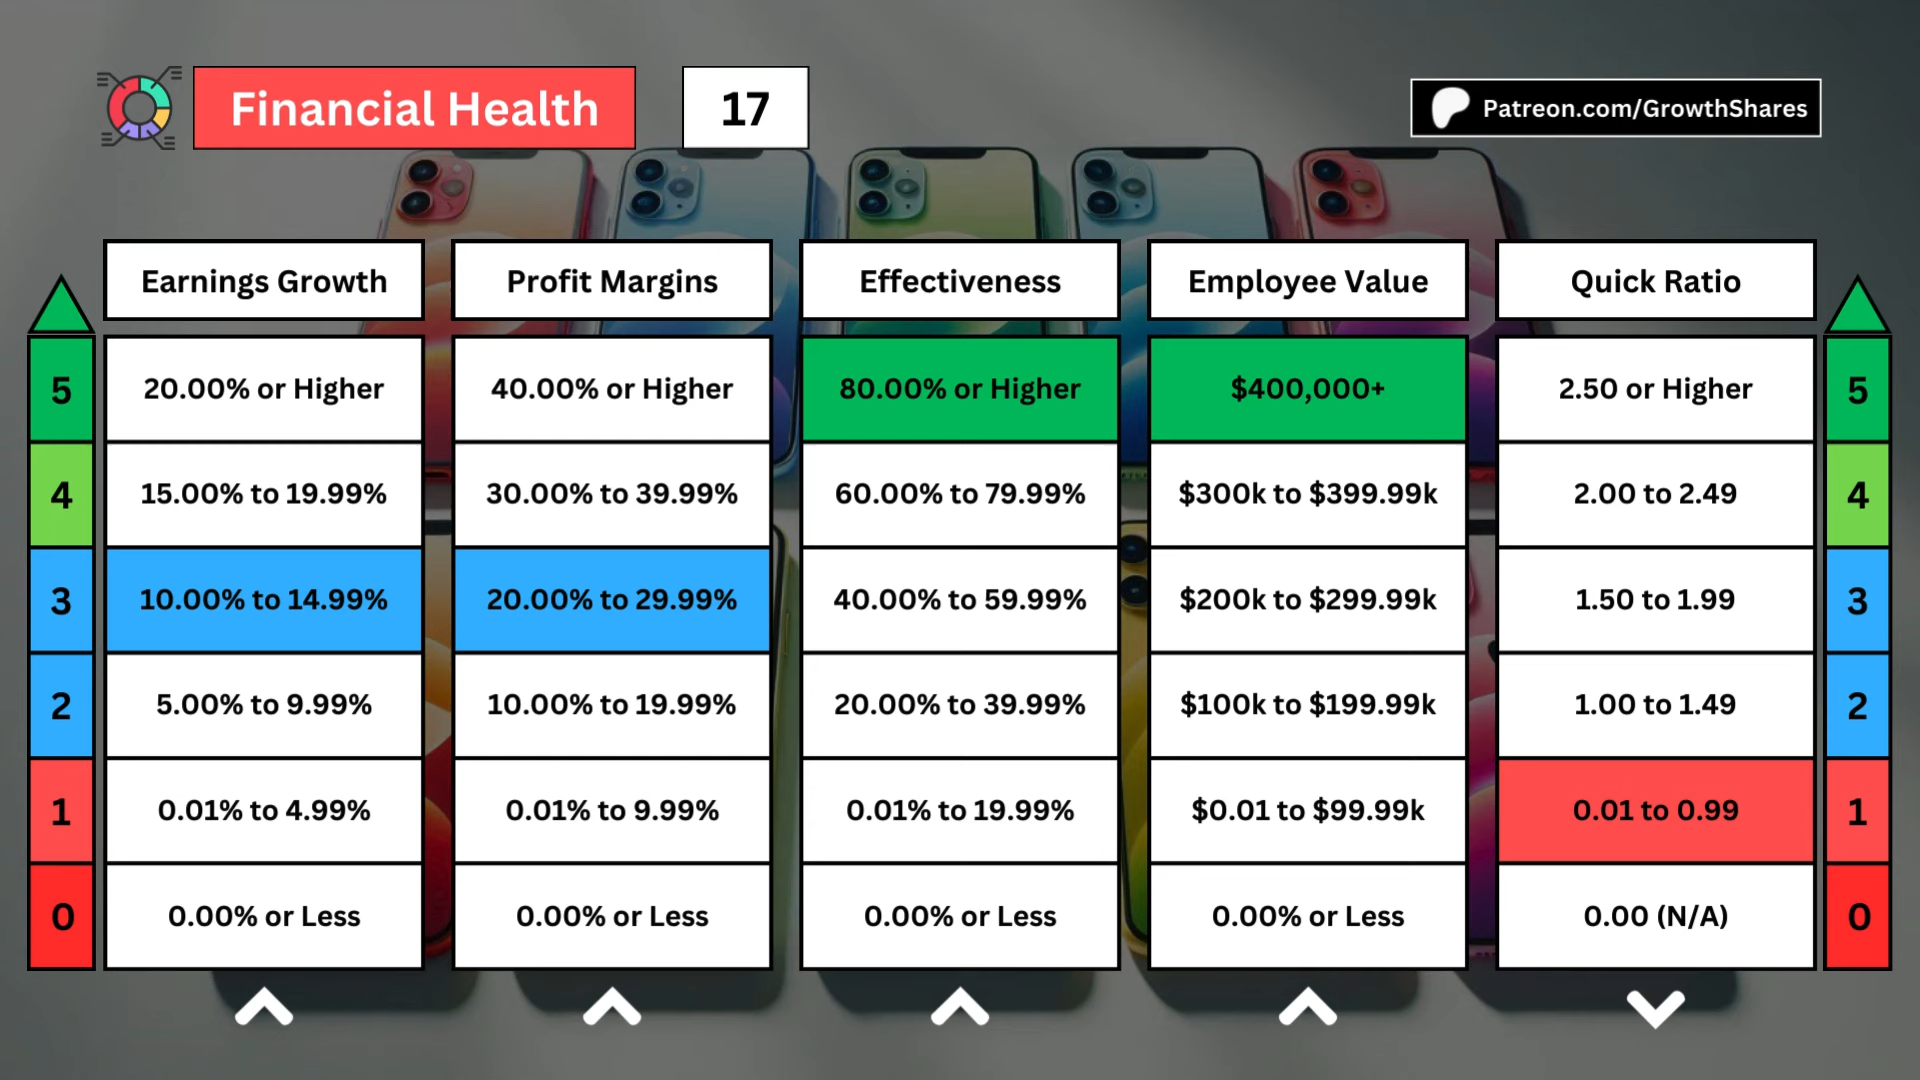 Financial Health
17
Patreon.com/GrowthShares
Earnings Growth
Profit Margins
Effectiveness
Employee Value
Quick Ratio
5
20.00% or Higher
40.00% or Higher
80.00% or Higher
$400,000+
2.50 or Higher
5
4
15.00% to 19.99%
30.00% to 39.99%
60.00% to 79.99%
$300k to $399.99k
2.00 to 2.49
4
3
10.00% to 14.99%
20.00% to 29.99%
40.00% to 59.99%
$200k to $299.99k
1.50 to 1.99
3
2
5.00% to 9.99%
10.00% to 19.99%
20.00% to 39.99%
$100k to $199.99k
1.00 to 1.49
2
1
0.01% to 4.99%
0.01% to 9.99%
0.01% to 19.99%
$0.01 to $99.99k
0.01 to 0.99
1
0
0.00% or Less
0.00% or Less
0.00% or Less
0.00% or Less
0.00 (N/A)
0